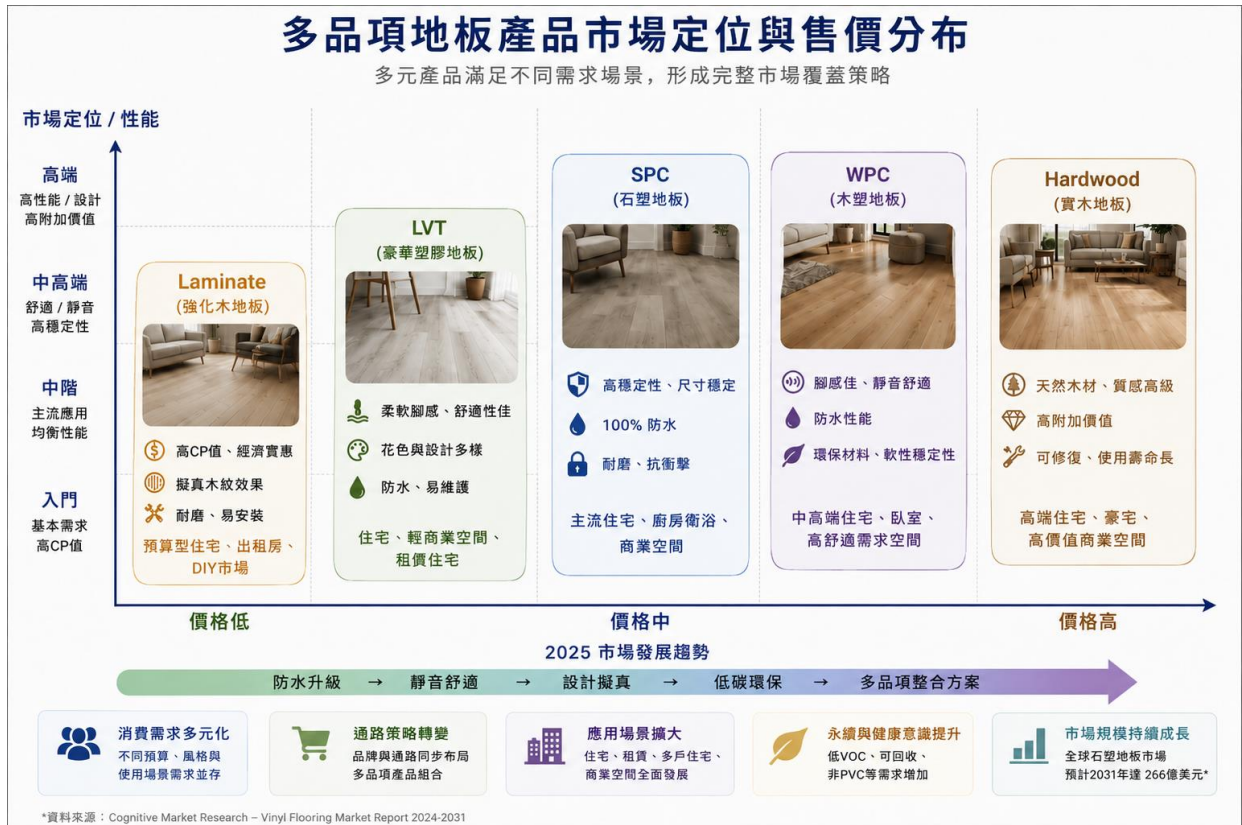 多品項地板產品市場定位與售價分布
多元產品滿足不同需求場景，形成完整市場覆蓋策略
市場定位 / 性能
高端
高性能 / 設計
高附加價值
中高端
舒適 / 靜音
高穩定性
中階
主流應用
均衡性能
入門
基本需求
高CP值
Laminate
(強化木地板)
高CP值、經濟實惠
擬真木紋效果
耐磨、易安裝
預算型住宅、出租房、
DIY市場
LVT
(豪華塑膠地板)
柔軟腳感、舒適性佳
花色與設計多樣
防水、易維護
住宅、輕商業空間、
租價住宅
SPC
(石塑地板)
高穩定性、尺寸穩定
100% 防水
耐磨、抗衝擊
主流住宅、廚房衛浴、
商業空間
WPC
(木塑地板)
腳感佳、靜音舒適
防水性能
環保材料、軟性穩定性
中高端住宅、臥室、
高舒適需求空間
Hardwood
(實木地板)
天然木材、質感高級
高附加價值
可修復、使用壽命長
高端住宅、豪宅、
高價值商業空間
價格低
價格中
價格高
2025 市場發展趨勢
防水升級 → 靜音舒適 → 設計擬真 → 低碳環保 → 多品項整合方案
消費需求多元化
不同預算、風格與
使用場景需求並存
通路策略轉變
品牌與通路同步布局
多品項產品組合
應用場景擴大
住宅、租賃、多戶住宅、
商業空間全面發展
永續與健康意識提升
低VOC、可回收、
非PVC等需求增加
市場規模持續成長
全球石塑地板市場
預計2031年達 266億美元*
*資料來源：Cognitive Market Research – Vinyl Flooring Market Report 2024-2031